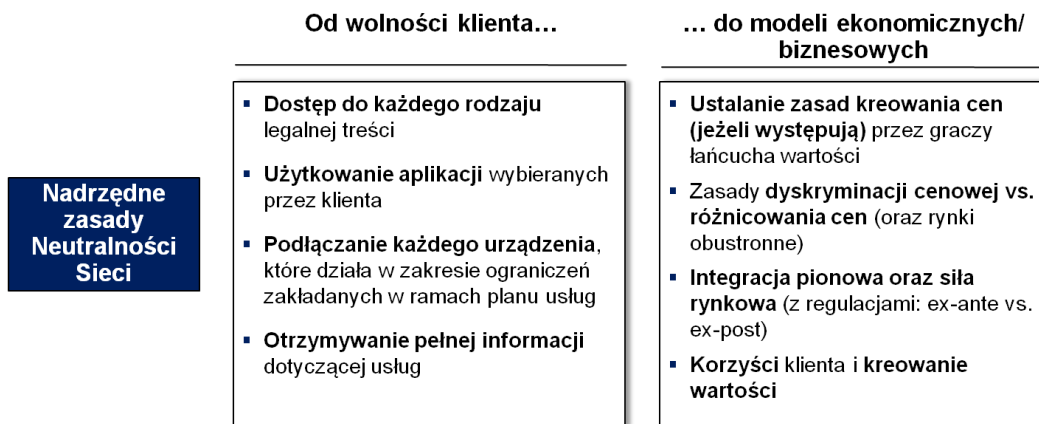 Od wolności klienta…
… do modeli ekonomicznych/
biznesowych
Nadrzędne
zasady
Neutralności
Sieci
▪ Dostęp do każdego rodzaju
legalnej treści
▪ Użytkowanie aplikacji wybieranych
przez klienta
▪ Podłączanie każdego urządzenia,
które działa w zakresie ograniczeń
zakładanych w ramach planu usług
▪ Otrzymywanie pełnej informacji
dotyczącej usług
▪ Ustalanie zasad kreowania cen
(jeżeli występują) przez graczy
łańcucha wartości
▪ Zasady dyskryminacji cenowej vs.
różnicowania cen (oraz rynki
obustronne)
▪ Integracja pionowa oraz siła
rynkowa (z regulacjami: ex-ante vs.
ex-post)
▪ Korzyści klienta i kreowanie
wartości